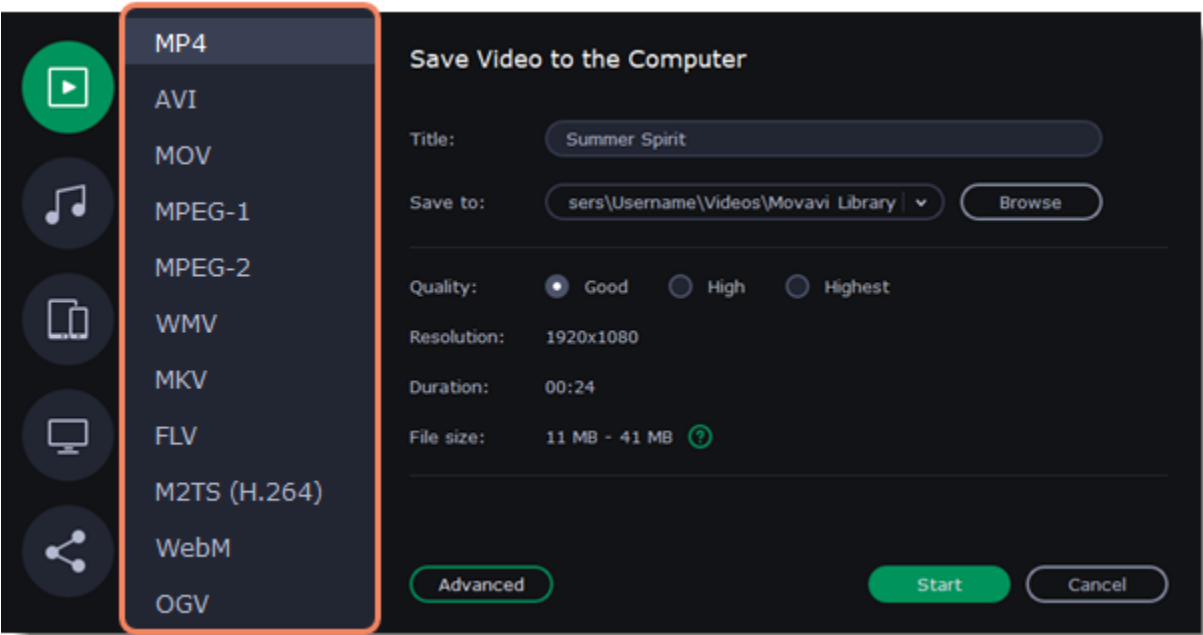 MP4
AVI
MOV
MPEG-1
MPEG-2
WMV
MKV
FLV
M2TS (H.264)
WebM
OGV
Save Video to the Computer
Title: Summer Spirit
Save to: sers\Username\Videos\Movavi Library Browse
Quality: Good High Highest
Resolution: 1920x1080
Duration: 00:24
File size: 11 MB - 41 MB ?
Advanced Start Cancel